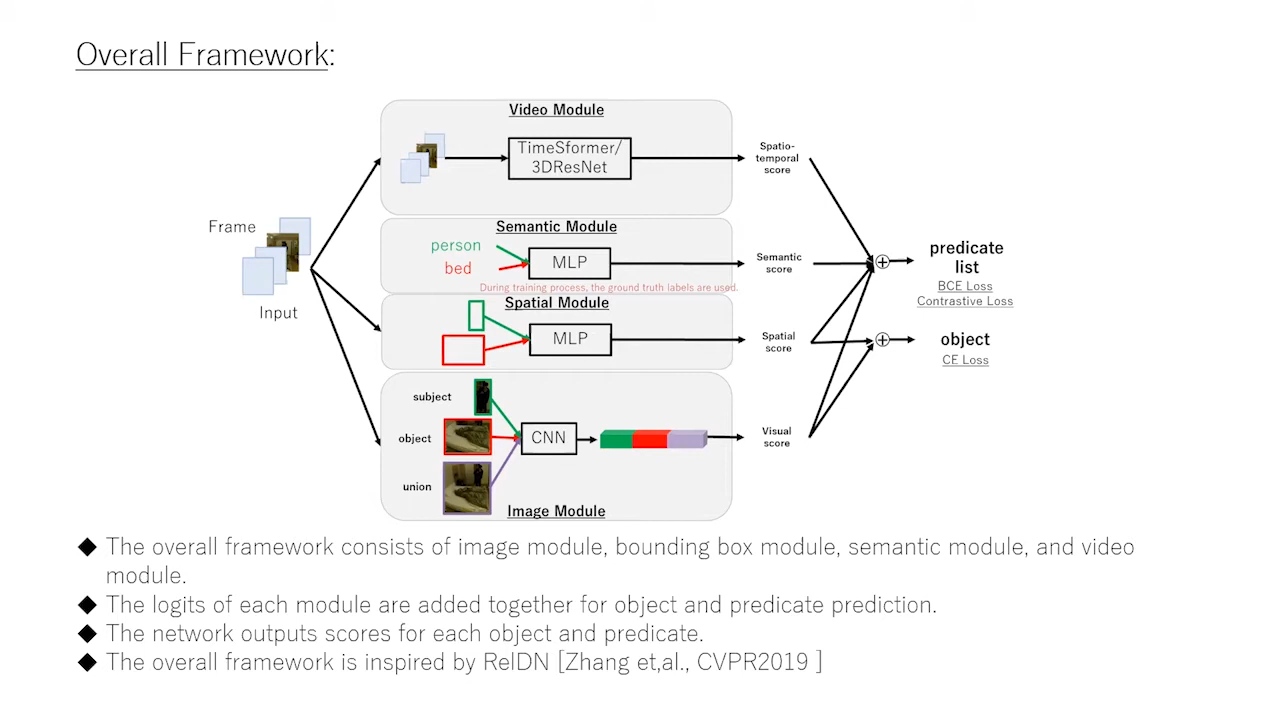 Overall Framework:
Video Module
TimeSformer/
3DResNet
Spatio-
temporal
score
Frame
Input
Semantic Module
person
bed
MLP
During training process, the ground truth labels are used.
Semantic
score
Spatial Module
MLP
Spatial
score
subject
object
union
CNN
Image Module
Visual
score
predicate
list
BCE Loss
Contrastive Loss
object
CE Loss
◆ The overall framework consists of image module, bounding box module, semantic module, and video
module.
◆ The logits of each module are added together for object and predicate prediction.
◆ The network outputs scores for each object and predicate.
◆ The overall framework is inspired by RelDN [Zhang et,al., CVPR2019 ]